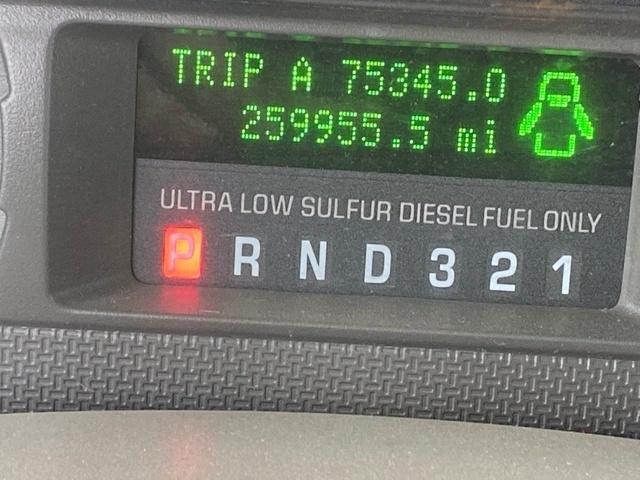 TRIP A 75345.0
259955.5 mi
ULTRA LOW SULFUR DIESEL FUEL ONLY
P R N D 3 2 1